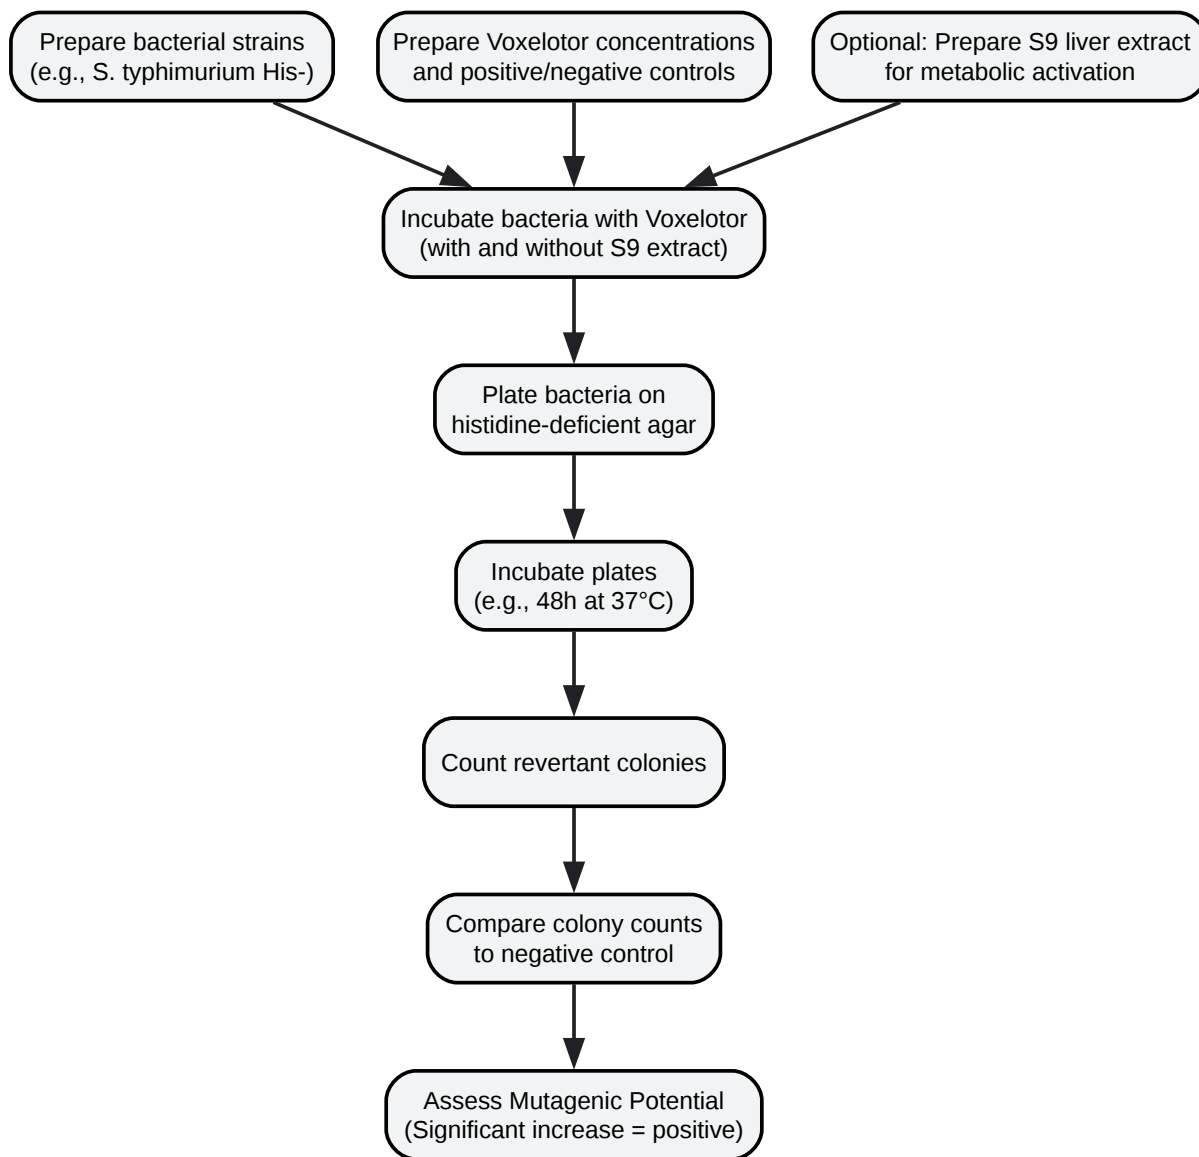 Prepare bacterial strains
(e.g., S. typhimurium His-)
Prepare Voxelotor concentrations
and positive/negative controls
Optional: Prepare S9 liver extract
for metabolic activation
Incubate bacteria with Voxelotor
(with and without S9 extract)
Plate bacteria on
histidine-deficient agar
Incubate plates
(e.g., 48h at 37°C)
Count revertant colonies
Compare colony counts
to negative control
Assess Mutagenic Potential
(Significant increase = positive)